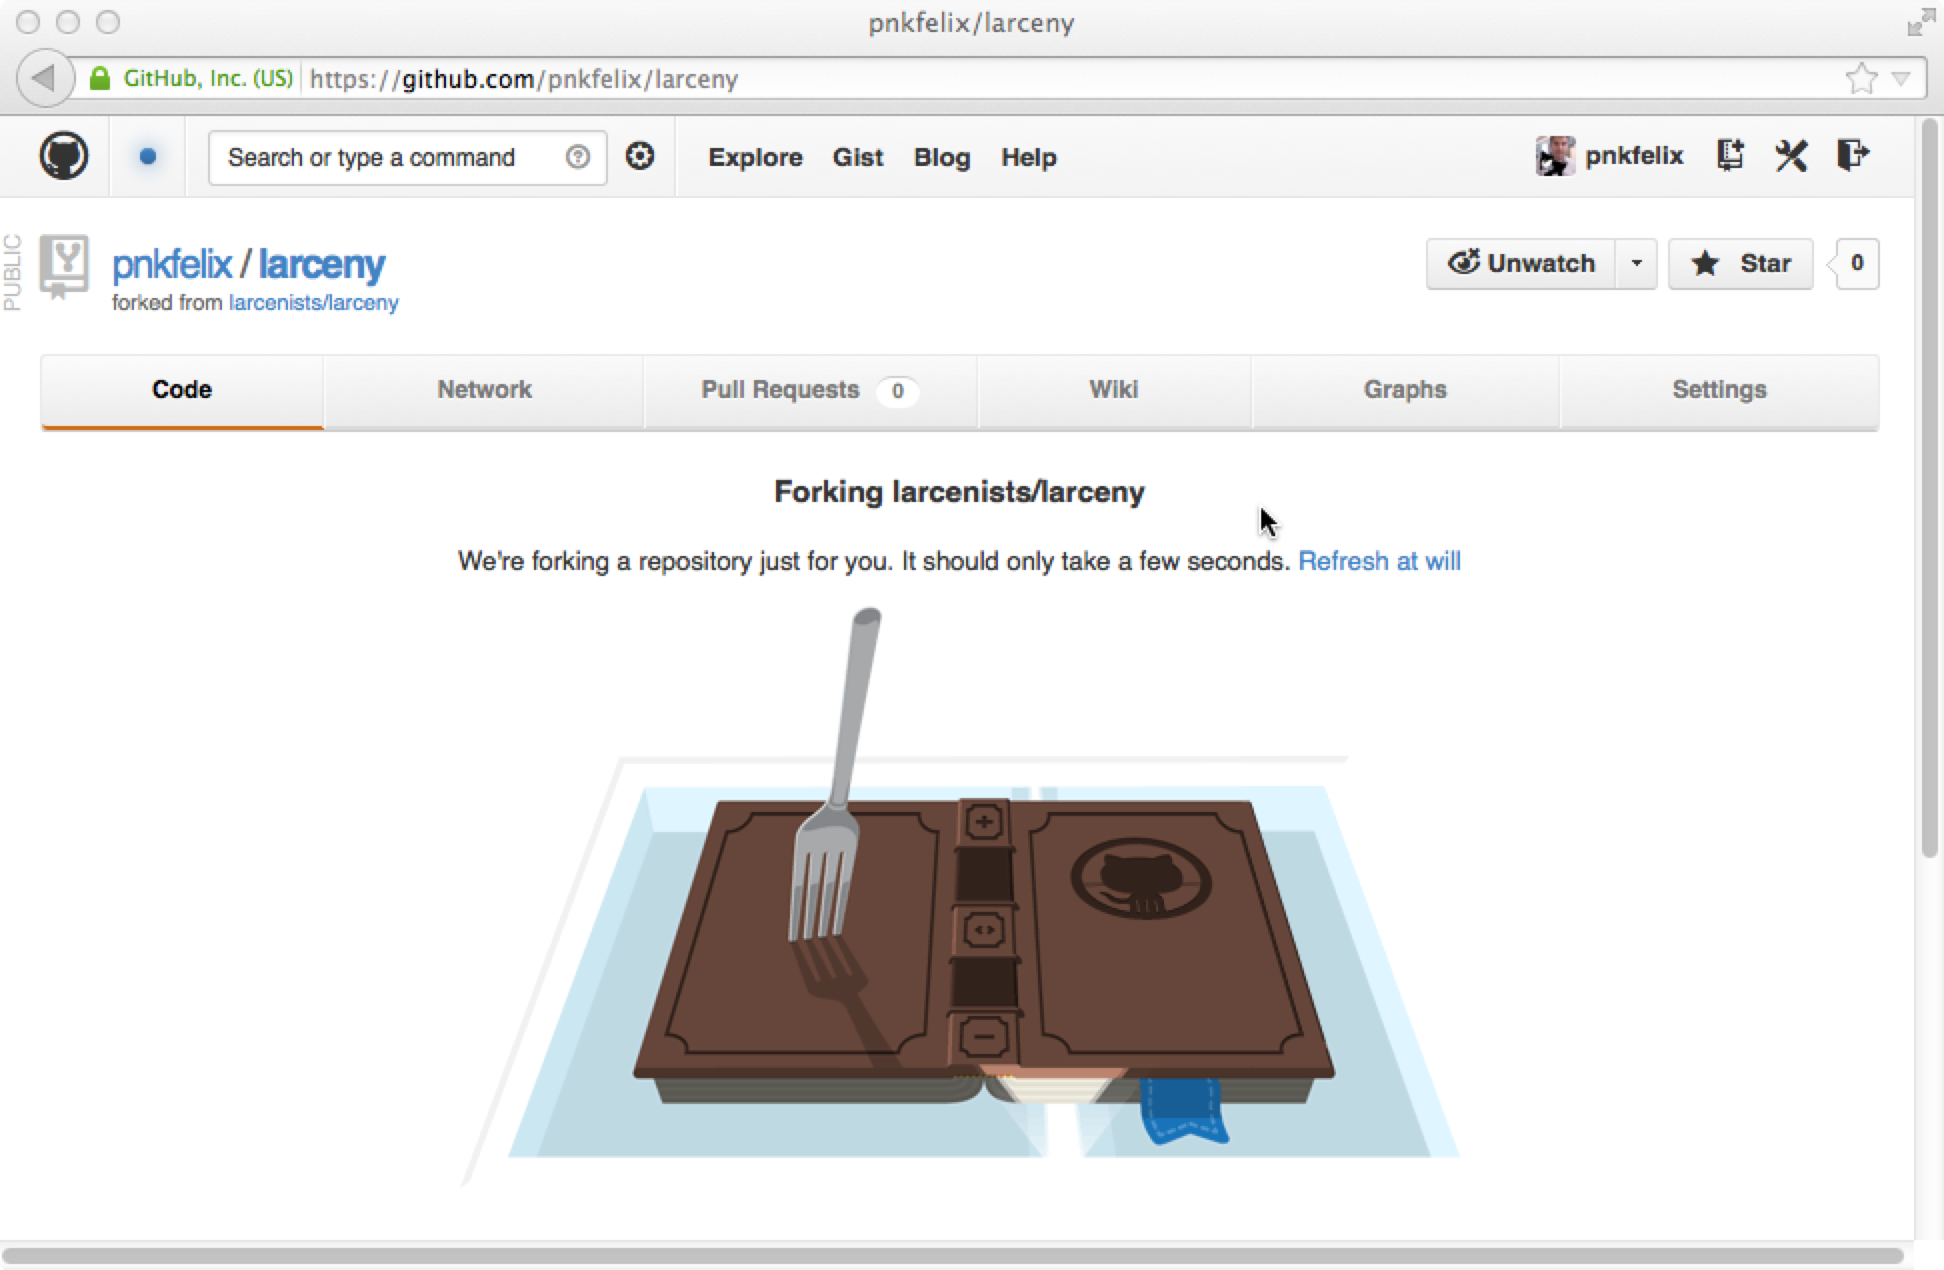 pnkfelix/larceny
GitHub, Inc. (US) https://github.com/pnkfelix/larceny
Search or type a command
Explore Gist Blog Help
pnkfelix
PUBLIC
pnkfelix / larceny
forked from larcenists/larceny
Unwatch
Star 0
Code Network Pull Requests 0 Wiki Graphs Settings
Forking larcenists/larceny
We're forking a repository just for you. It should only take a few seconds. Refresh at will